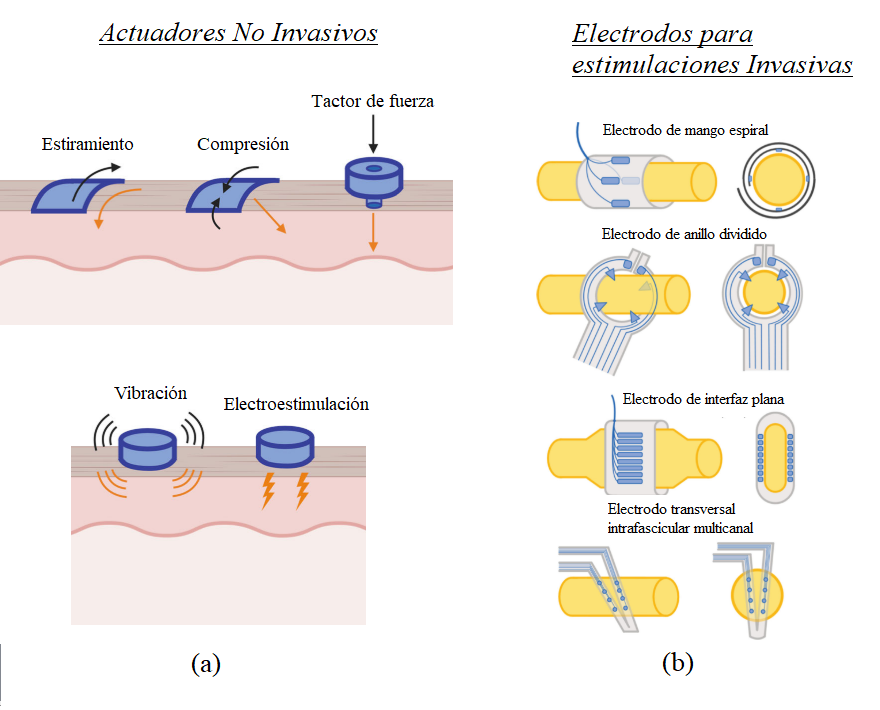 Actuadores No Invasivos
Estiramiento
Compresión
Tactor de fuerza
Vibración
Electroestimulación
(a)
Electrodos para
estimulaciones Invasivas
Electrodo de mango espiral
Electrodo de anillo dividido
Electrodo de interfaz plana
Electrodo transversal
intrafascicular multicanal
(b)